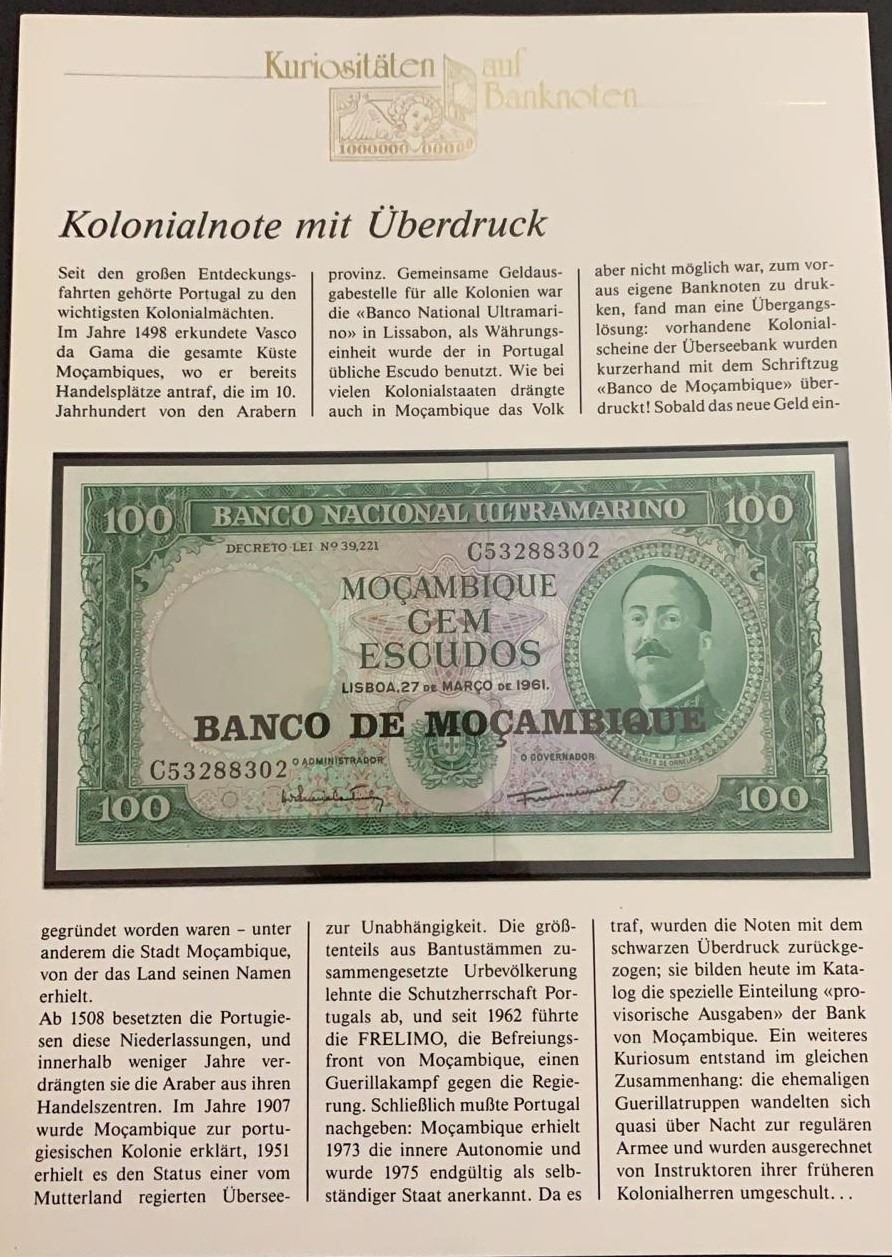 Kuriositäten auf
Banknoten
1000000 00000
Kolonialnote mit Überdruck
Seit den großen Entdeckungs-
fahrten gehörte Portugal zu den
wichtigsten Kolonialmächten.
Im Jahre 1498 erkundete Vasco
da Gama die gesamte Küste
Moçambiques, wo er bereits
Handelsplätze antraf, die im 10.
Jahrhundert von den Arabern
gegründet worden waren – unter
anderem die Stadt Moçambique,
von der das Land seinen Namen
erhielt.
Ab 1508 besetzten die Portugie-
sen diese Niederlassungen, und
innerhalb weniger Jahre ver-
drängten sie die Araber aus ihren
Handelszentren. Im Jahre 1907
wurde Moçambique zur portu-
giesischen Kolonie erklärt, 1951
erhielt es den Status einer vom
Mutterland regierten Übersee-
provinz. Gemeinsame Geldaus-
gabestelle für alle Kolonien war
die «Banco National Ultramari-
no» in Lissabon, als Währungs-
einheit wurde der in Portugal
übliche Escudo benutzt. Wie bei
vielen Kolonialstaaten drängte
auch in Moçambique das Volk
zur Unabhängigkeit. Die größ-
tenteils aus Bantustämmen zu-
sammengesetzte Urbevölkerung
lehnte die Schutzherrschaft Por-
tugals ab, und seit 1962 führte
die FRELIMO, die Befreiungs-
front von Moçambique, einen
Guerillakampf gegen die Regie-
rung. Schließlich mußte Portugal
nachgeben: Moçambique erhielt
1973 die innere Autonomie und
wurde 1975 endgültig als selb-
ständiger Staat anerkannt. Da es
aber nicht möglich war, zum vor-
aus eigene Banknoten zu druk-
ken, fand man eine Übergangs-
lösung: vorhandene Kolonial-
scheine der Überseebank wurden
kurzerhand mit dem Schriftzug
«Banco de Moçambique» über-
druckt! Sobald das neue Geld ein-
traf, wurden die Noten mit dem
schwarzen Überdruck zurückge-
zogen; sie bilden heute im Kata-
log die spezielle Einteilung «pro-
visorische Ausgaben» der Bank
von Moçambique. Ein weiteres
Kuriosum entstand im gleichen
Zusammenhang: die ehemaligen
Guerillatruppen wandelten sich
quasi über Nacht zur regulären
Armee und wurden ausgerechnet
von Instruktoren ihrer früheren
Kolonialherren umgeschult...
100 BANCO NACIONAL ULTRAMARINO 100
DECRETO-LEI Nº 39,221 C53288302
MOÇAMBIQUE
CEM
ESCUDOS
LISBOA, 27 DE MARÇO DE 1961.
BANCO DE MOÇAMBIQUE
AIRES DE ORNELAS
C53288302 O ADMINISTRADOR O GOVERNADOR
100 100